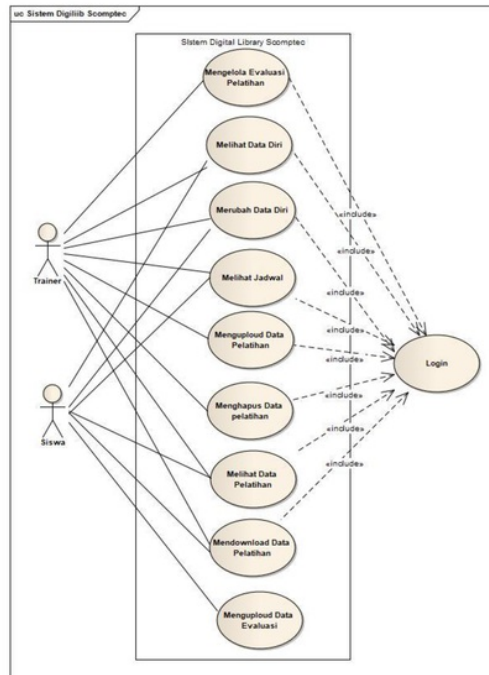 uc Sistem Digiliib Scomptec
SIstem Digital Library Scomptec
Mengelola Evaluasi
Pelatihan
Melihat Data Diri
Merubah Data Diri
Melihat Jadwal
Menguploud Data
Pelatihan
Menghapus Data
pelatihan
Melihat Data
Pelatihan
Mendownload Data
Pelatihan
Menguploud Data
Evaluasi
Trainer
Siswa
«include»
«include»
«include»
«include»
«include»
«include»
«include»
«include»
Login